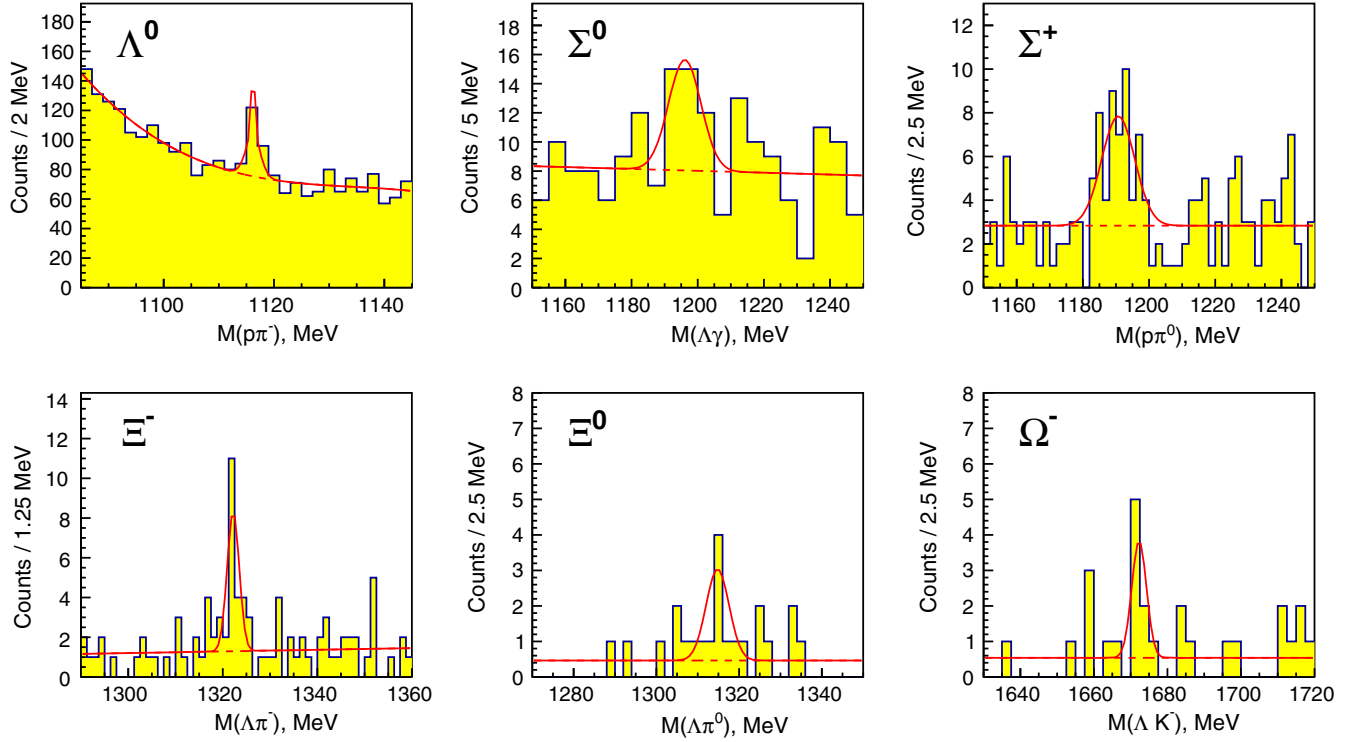 Λ⁰
Counts / 2 MeV
180
160
140
120
100
80
60
40
20
0
1100 1120 1140
M(pπ⁻), MeV
Σ⁰
Counts / 5 MeV
18
16
14
12
10
8
6
4
2
0
1160 1180 1200 1220 1240
M(Λγ), MeV
Σ⁺
Counts / 2.5 MeV
12
10
8
6
4
2
0
1160 1180 1200 1220 1240
M(pπ⁰), MeV
Ξ⁻
Counts / 1.25 MeV
14
12
10
8
6
4
2
0
1300 1320 1340 1360
M(Λπ⁻), MeV
Ξ⁰
Counts / 2.5 MeV
8
7
6
5
4
3
2
1
0
1280 1300 1320 1340
M(Λπ⁰), MeV
Ω⁻
Counts / 2.5 MeV
8
7
6
5
4
3
2
1
0
1640 1660 1680 1700 1720
M(Λ K⁻), MeV